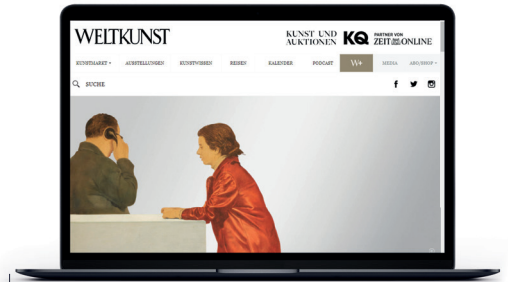 WELTKUNST
KUNST UND
AUKTIONEN
KQ
PARTNER VON
ZEIT ONLINE
KUNSTMARKT AUSSTELLUNGEN KUNSTWISSEN REISEN KALENDER PODCAST W+ MEDIA ABO/SHOP
SUCHE